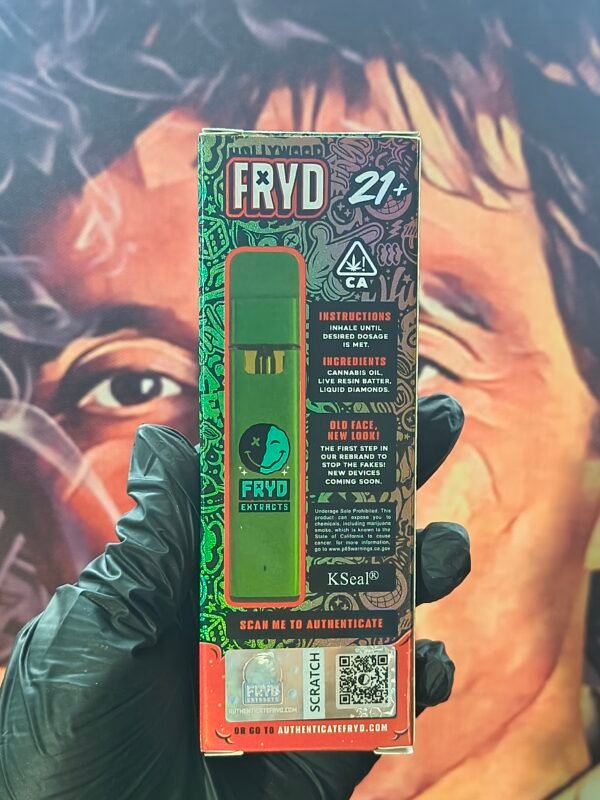 HOLLYWOOD
FRYD
21+
CA
INSTRUCTIONS
INHALE UNTIL
DESIRED DOSAGE
IS MET.
INGREDIENTS
CANNABIS OIL,
LIVE RESIN BATTER,
LIQUID DIAMONDS.
OLD FACE,
NEW LOOK!
THE FIRST STEP IN
OUR REBRAND TO
STOP THE FAKES!
NEW DEVICES
COMING SOON.
FRYD
EXTRACTS
Underage Sale Prohibited. This
product can expose you to
chemicals, including marijuana
smoke, which is known to the
State of California to cause
cancer. for more information,
go to www.p65warnings.ca.gov
KSeal®
SCAN ME TO AUTHENTICATE
FRYD
EXTRACTS
AUTHENTICATEFRYD.COM
SCRATCH
OR GO TO AUTHENTICATEFRYD.COM